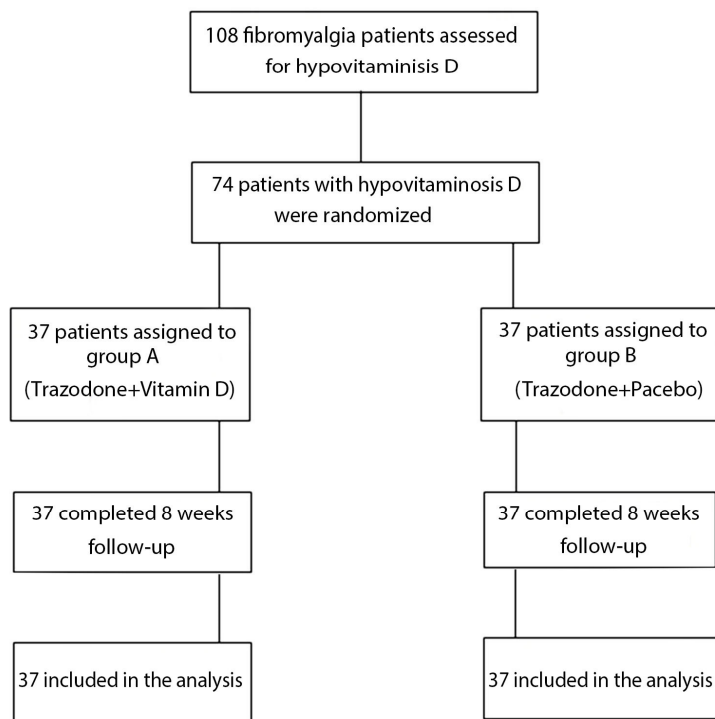 108 fibromyalgia patients assessed
for hypovitaminisis D
74 patients with hypovitaminosis D
were randomized
37 patients assigned to
group A
(Trazodone+Vitamin D)
37 patients assigned to
group B
(Trazodone+Pacebo)
37 completed 8 weeks
follow-up
37 completed 8 weeks
follow-up
37 included in the analysis
37 included in the analysis